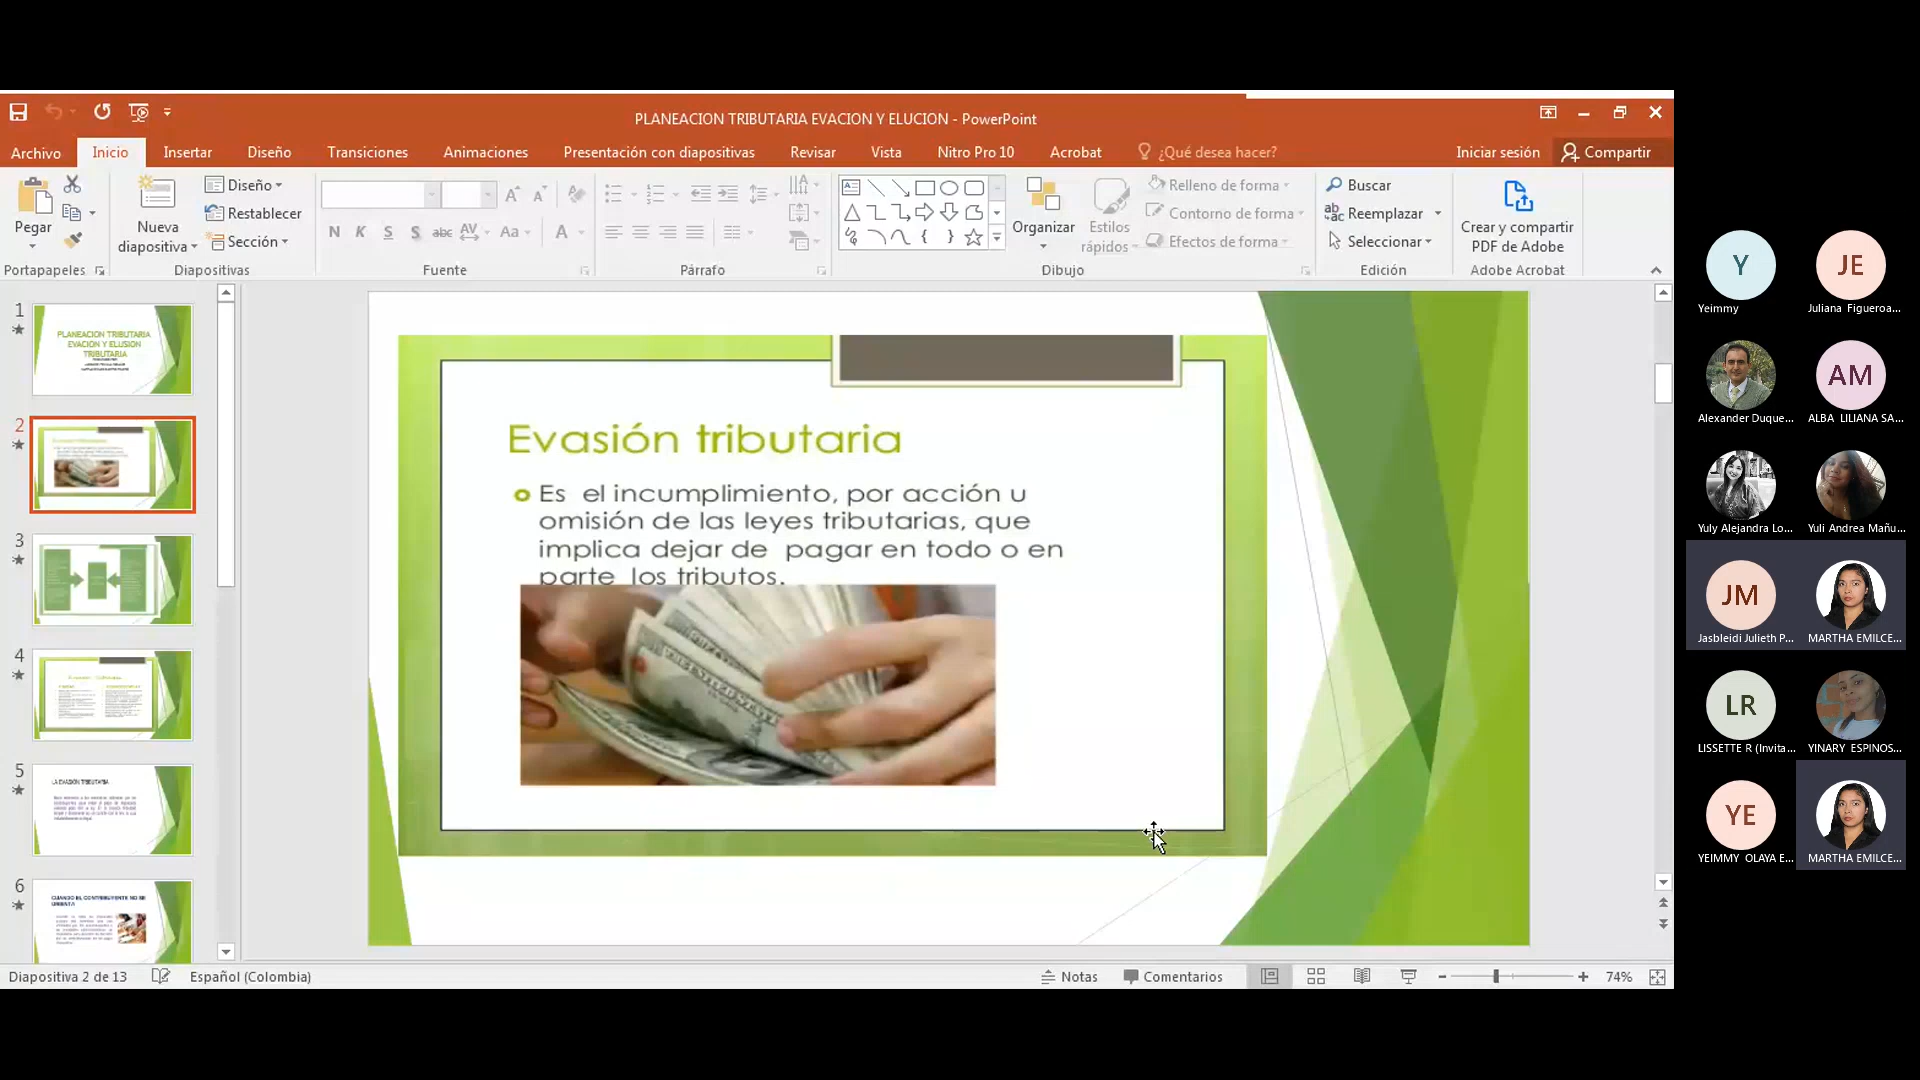 PLANEACION TRIBUTARIA EVACION Y ELUCION - PowerPoint
Archivo Inicio Insertar Diseño Transiciones Animaciones Presentación con diapositivas Revisar Vista Nitro Pro 10 Acrobat ¿Qué desea hacer? Iniciar sesión Compartir
Pegar
Portapapeles
Nueva
diapositiva
Diseño
Restablecer
Sección
Diapositivas
N K S S abc AV Aa A
Fuente
Párrafo
Organizar
Estilos
rápidos
Relleno de forma
Contorno de forma
Efectos de forma
Dibujo
Buscar
Reemplazar
Seleccionar
Edición
Crear y compartir
PDF de Adobe
Adobe Acrobat
1
PLANEACION TRIBUTARIA
EVACION Y ELUSION
TRIBUTARIA
2
3
4
5
LA EVASIÓN TRIBUTARIA
6
CUANDO EL CONTRIBUYENTE NO SE
Evasión tributaria
Es el incumplimiento, por acción u
omisión de las leyes tributarias, que
implica dejar de pagar en todo o en
parte los tributos.
Y
Yeimmy
JE
Juliana Figueroa...
Alexander Duque...
AM
ALBA LILIANA SA...
Yuly Alejandra Lo...
Yuli Andrea Mañu...
JM
Jasbleidi Julieth P...
MARTHA EMILCE...
LR
LISSETTE R (Invita...
YINARY ESPINOS...
YE
YEIMMY OLAYA E...
MARTHA EMILCE...
Diapositiva 2 de 13 Español (Colombia) Notas Comentarios 74%